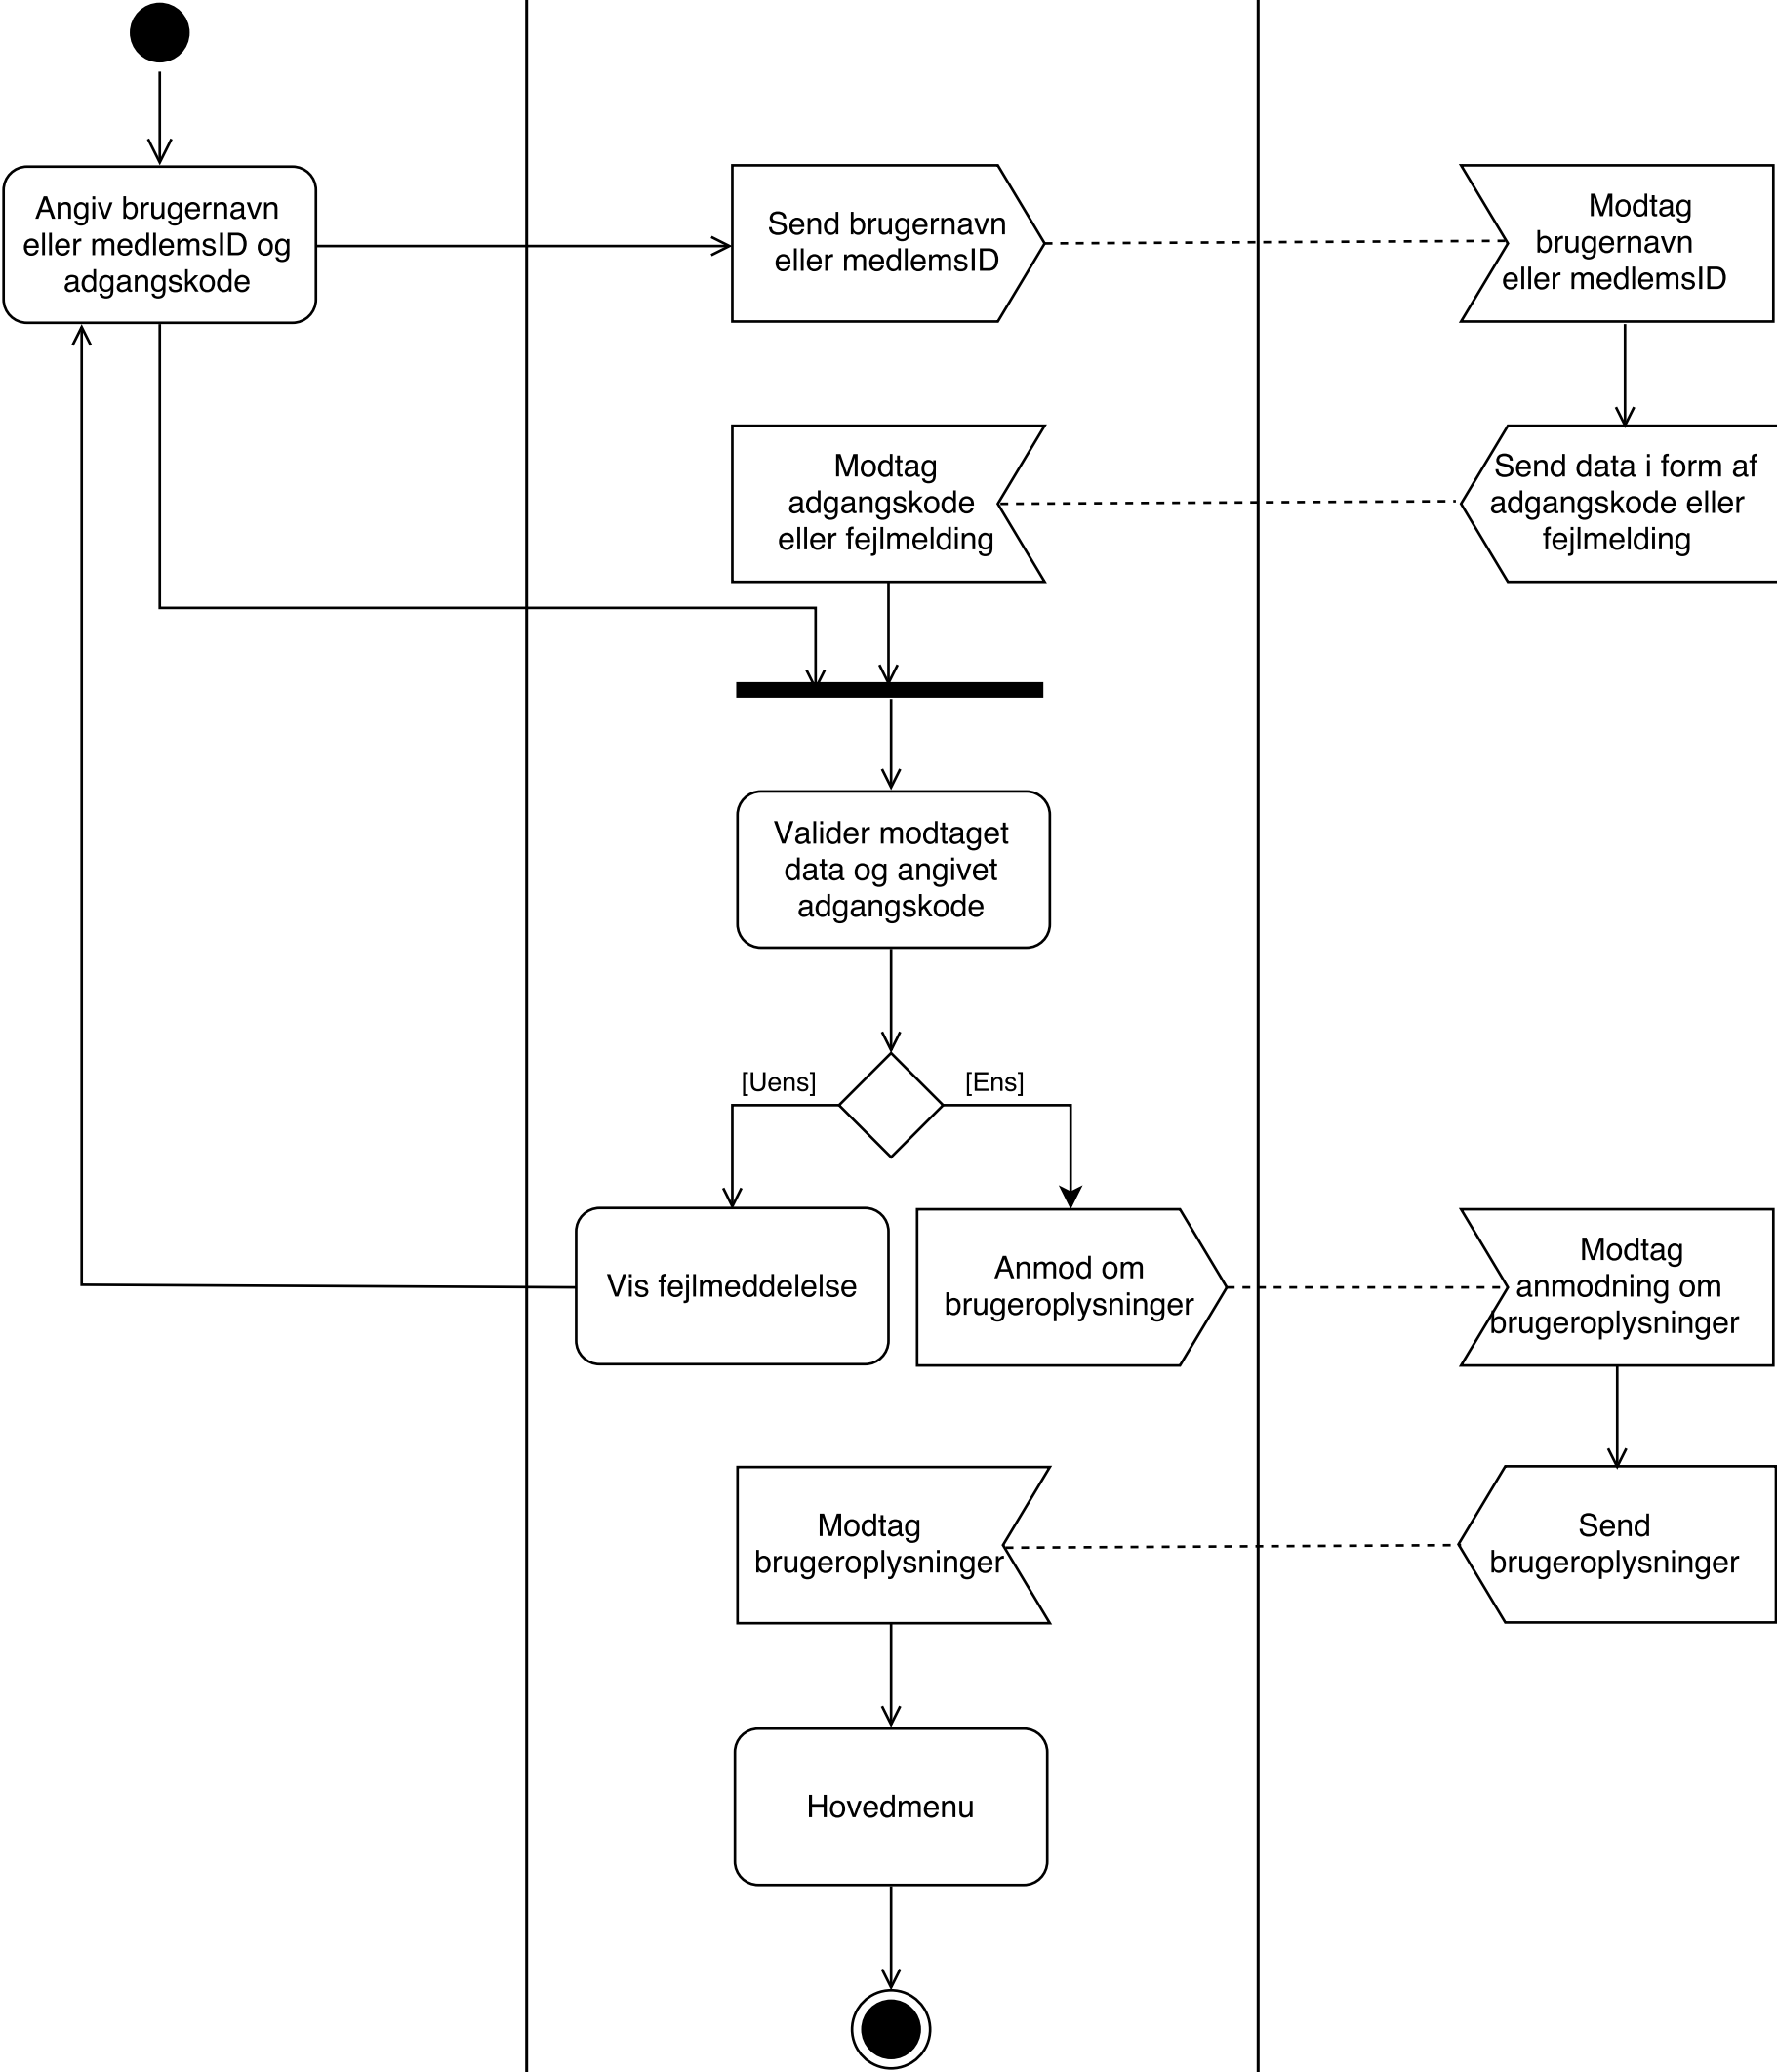 Angiv brugernavn
eller medlemsID og
adgangskode
Send brugernavn
eller medlemsID
Modtag
brugernavn
eller medlemsID
Modtag
adgangskode
eller fejlmelding
Send data i form af
adgangskode eller
fejlmelding
Valider modtaget
data og angivet
adgangskode
[Uens]
[Ens]
Vis fejlmeddelelse
Anmod om
brugeroplysninger
Modtag
anmodning om
brugeroplysninger
Modtag
brugeroplysninger
Send
brugeroplysninger
Hovedmenu